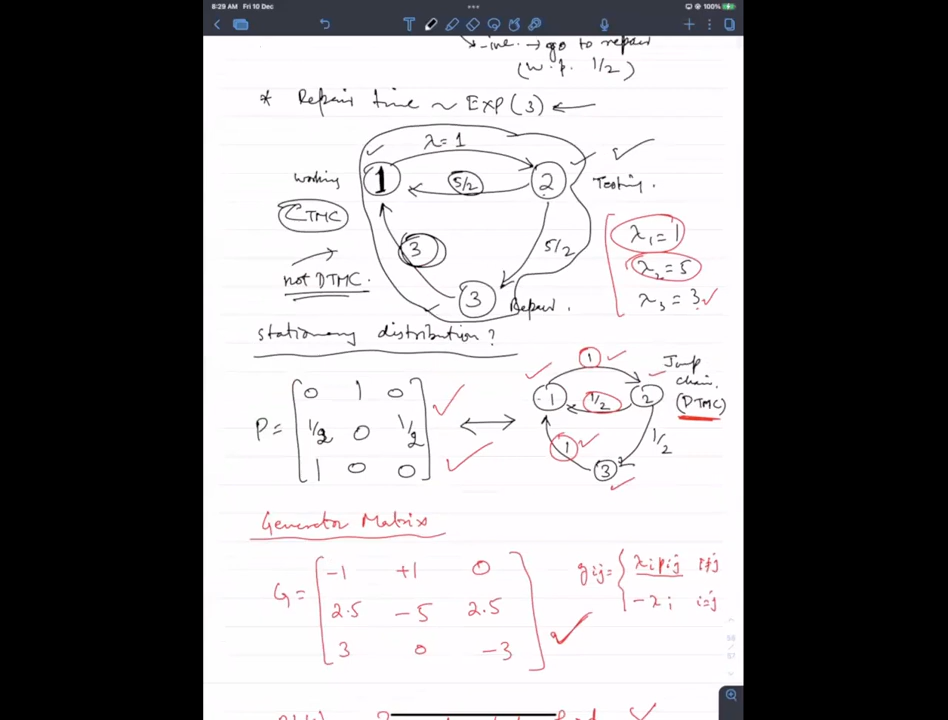 8:29 AM Fri 10 Dec
100%
-ive. → go to repair
(w.p. 1/2)
* Repair time ~ EXP(3) ←
λ = 1
1
5/2
2
Testing.
working
CTMC
not DTMC.
3
5/2
3
Repair.
λ₁ = 1
λ₂ = 5
λ₃ = 3
stationary distribution?
P = [ 0 1 0
1/2 0 1/2
1 0 0 ]
↔
1
1
1/2
2
1
1/2
3
Jump
chain.
(DTMC)
Generator Matrix
G = [ -1 +1 0
2.5 -5 2.5
3 0 -3 ]
gij = { λi pij i≠j
-λi i=j